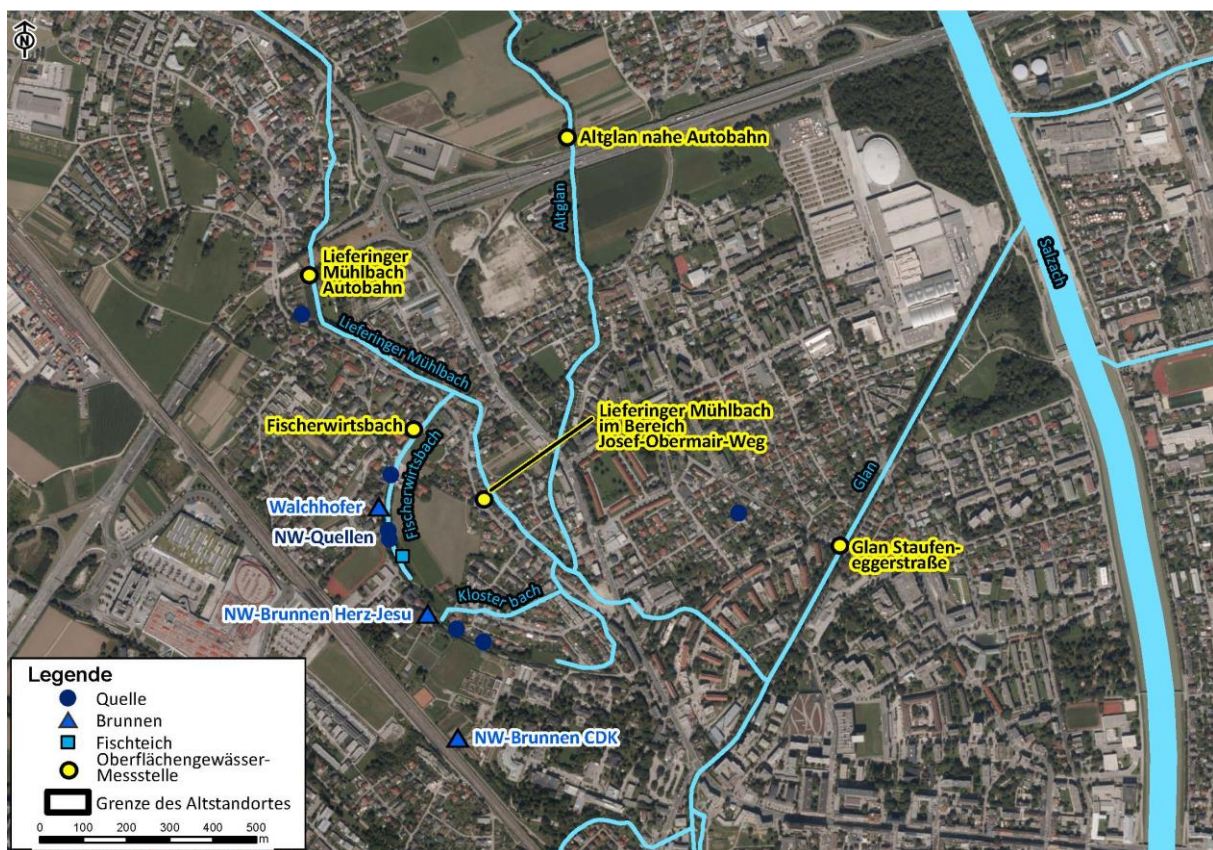 N
Altglan nahe Autobahn
Altglan
Salzach
Lieferinger
Mühlbach
Autobahn
Lieferinger Mühlbach
Fischerwirtsbach
Fischerwirtsbach
Lieferinger Mühlbach
im Bereich
Josef-Obermair-Weg
Glan
Walchhofer
NW-Quellen
Glan Staufen-
eggerstraße
Klosterbach
NW-Brunnen Herz-Jesu
NW-Brunnen CDK
Legende
Quelle
Brunnen
Fischteich
Oberflächengewässer-
Messstelle
Grenze des Altstandortes
0 100 200 300 400 500
m